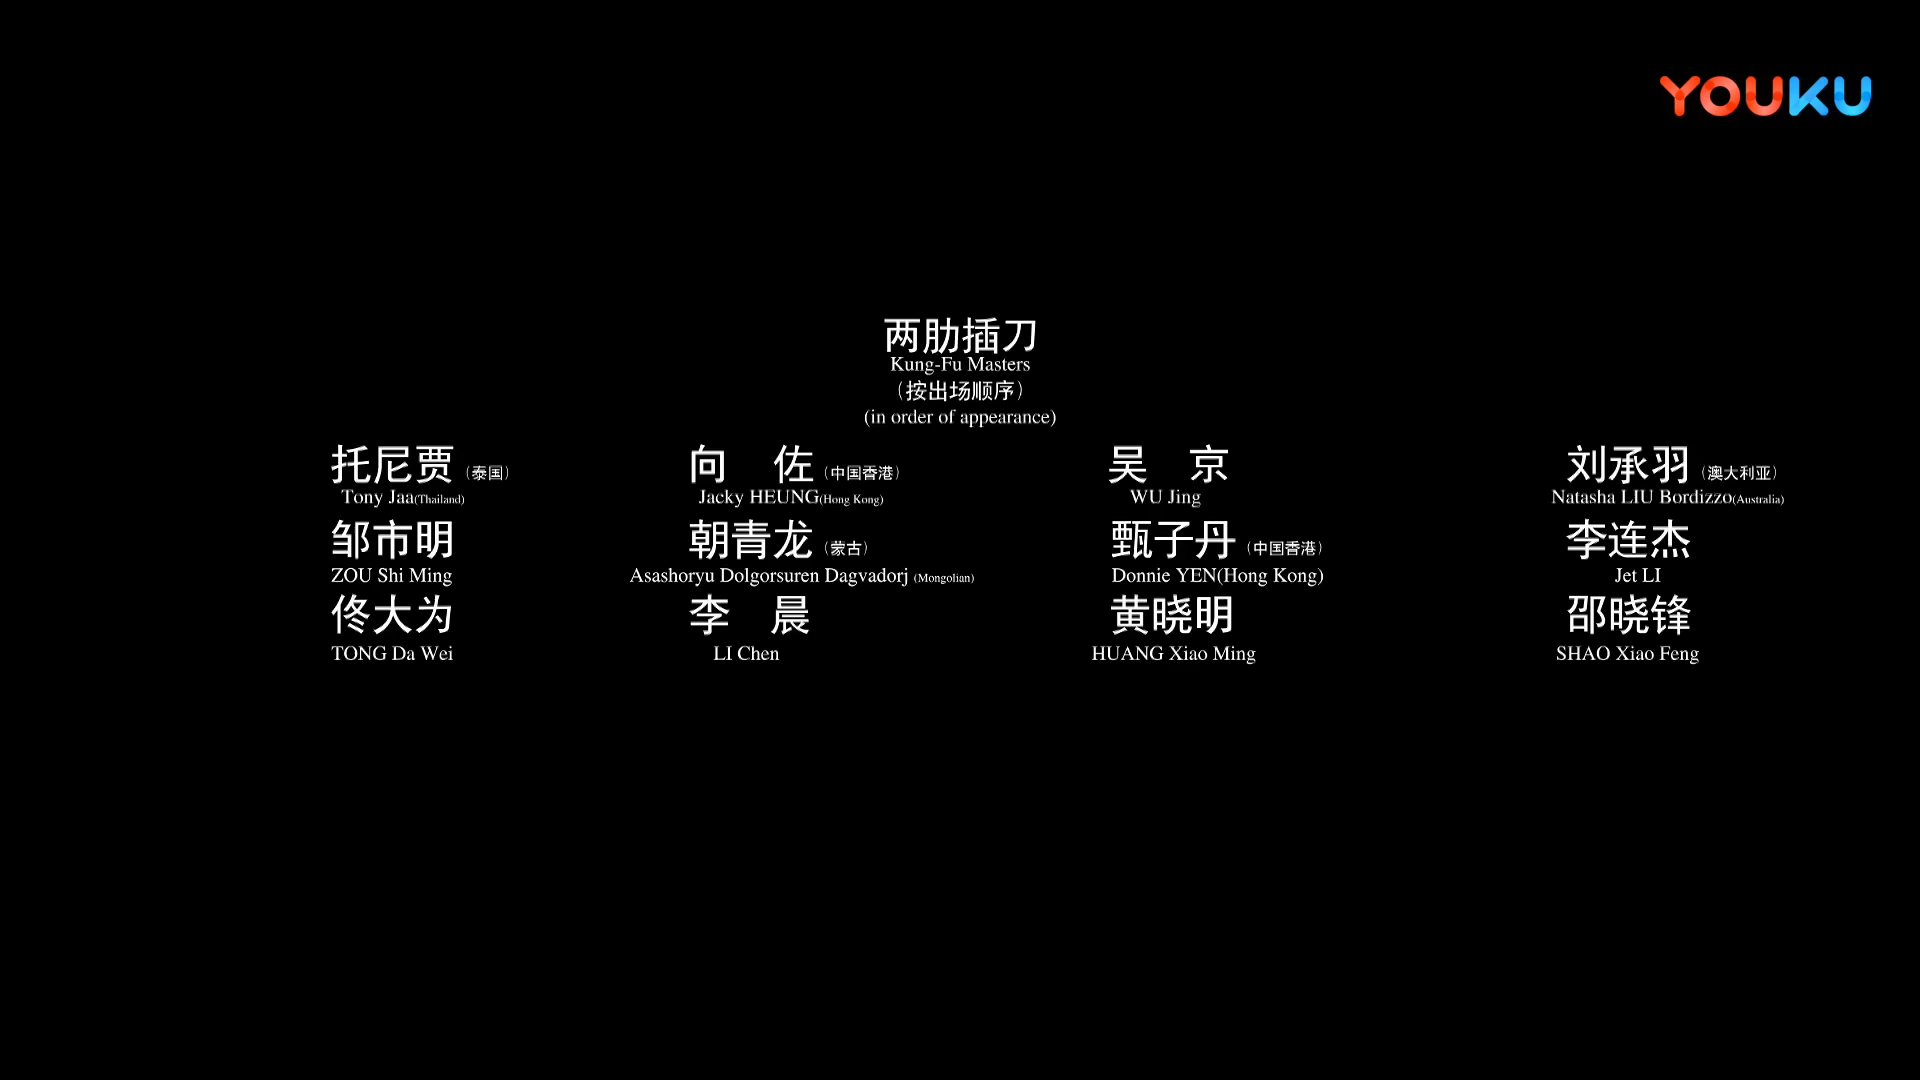 YOUKU
两肋插刀
Kung-Fu Masters
（按出场顺序）
(in order of appearance)
托尼贾（泰国） 向 佐（中国香港） 吴 京 刘承羽（澳大利亚）
Tony Jaa(Thailand) Jacky HEUNG(Hong Kong) WU Jing Natasha LIU Bordizzo(Australia)
邹市明 朝青龙（蒙古） 甄子丹（中国香港） 李连杰
ZOU Shi Ming Asashoryu Dolgorsuren Dagvadorj (Mongolian) Donnie YEN(Hong Kong) Jet LI
佟大为 李 晨 黄晓明 邵晓锋
TONG Da Wei LI Chen HUANG Xiao Ming SHAO Xiao Feng